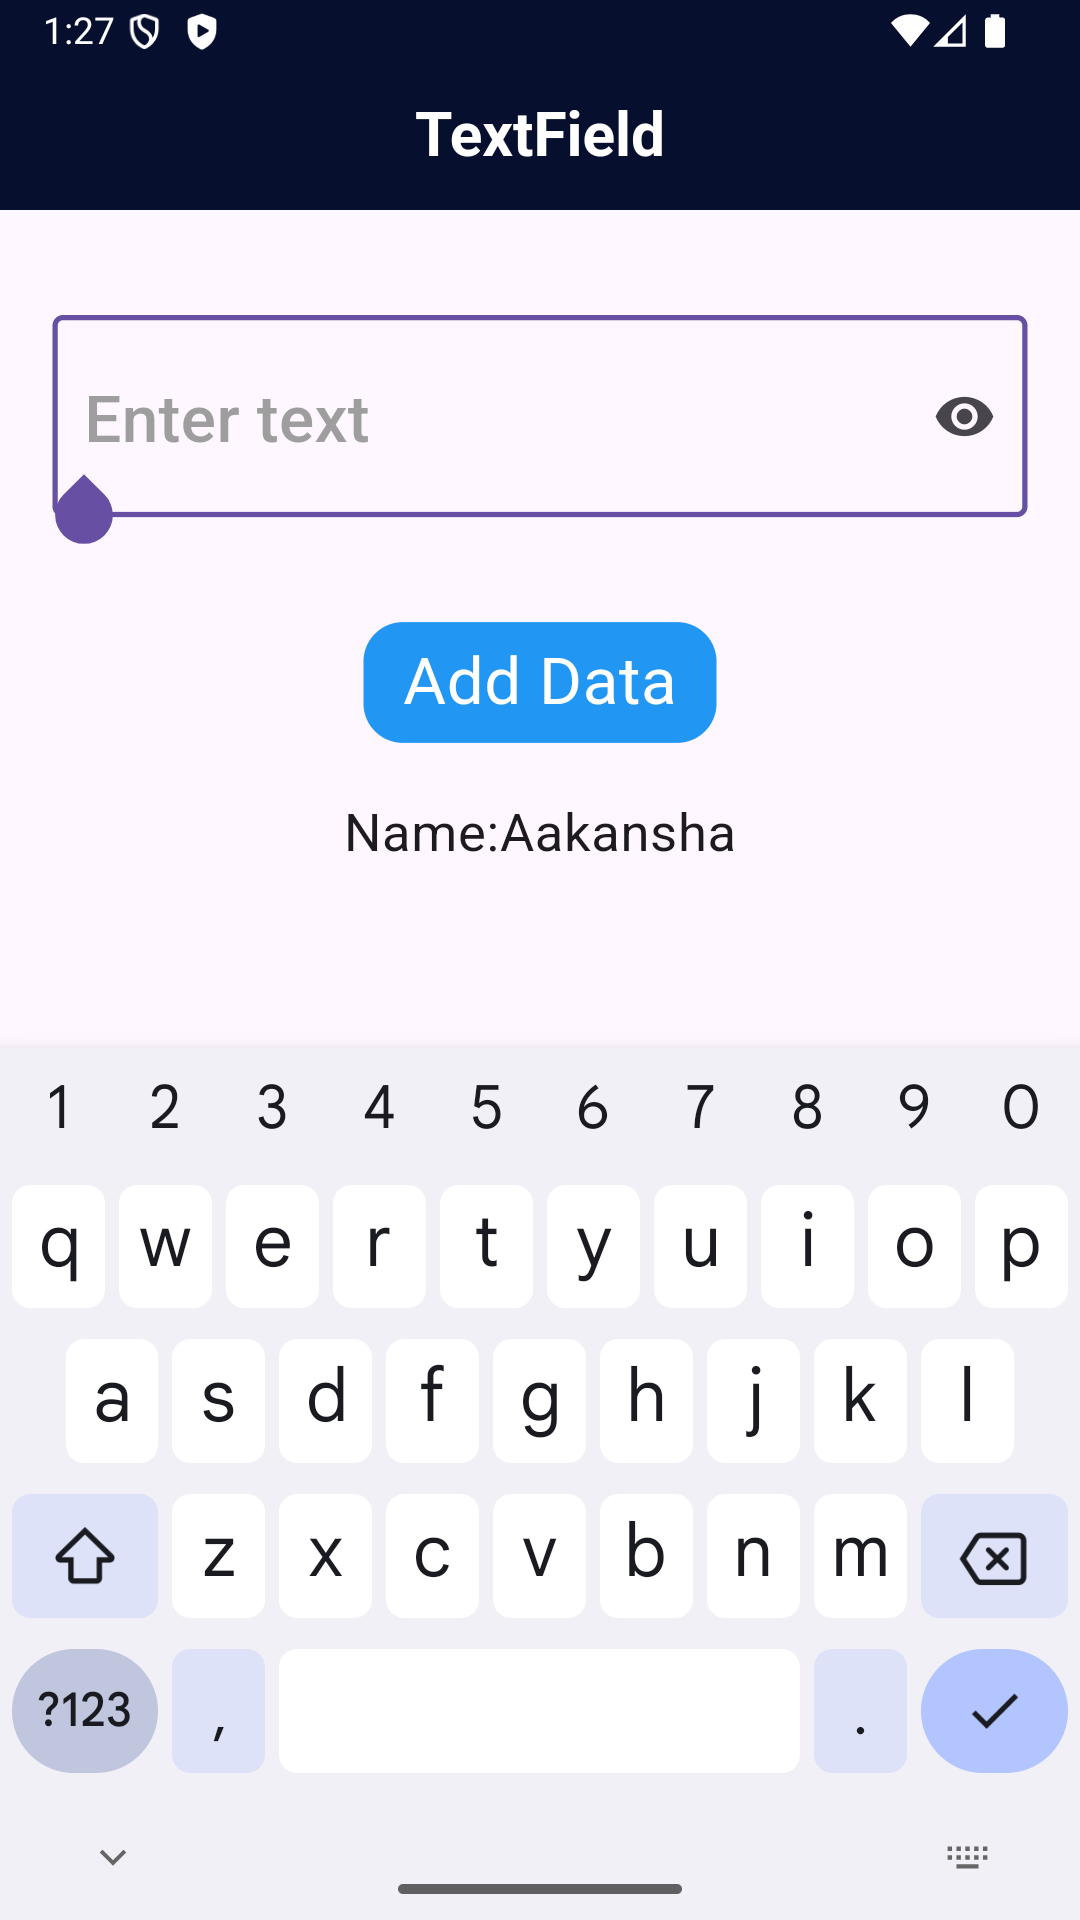 1:27
TextField
Enter text
Add Data
Name:Aakansha
1 2 3 4 5 6 7 8 9 0
q w e r t y u i o p
a s d f g h j k l
z x c v b n m
?123 , .